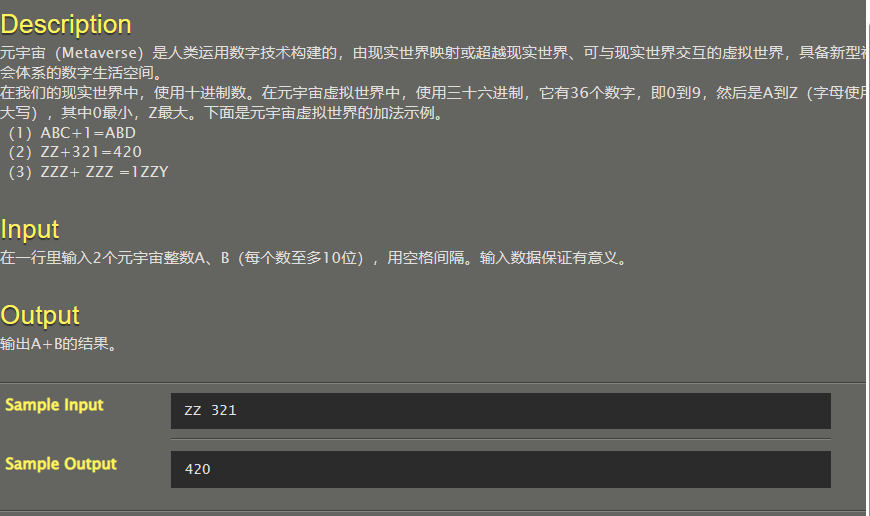 Description
元宇宙（Metaverse）是人类运用数字技术构建的，由现实世界映射或超越现实世界、可与现实世界交互的虚拟世界，具备新型
会体系的数字生活空间。
在我们的现实世界中，使用十进制数。在元宇宙虚拟世界中，使用三十六进制，它有36个数字，即0到9，然后是A到Z（字母使用
大写），其中0最小，Z最大。下面是元宇宙虚拟世界的加法示例。
（1）ABC+1=ABD
（2）ZZ+321=420
（3）ZZZ+ ZZZ =1ZZY
Input
在一行里输入2个元宇宙整数A、B（每个数至多10位），用空格间隔。输入数据保证有意义。
Output
输出A+B的结果。
Sample Input
ZZ 321
Sample Output
420